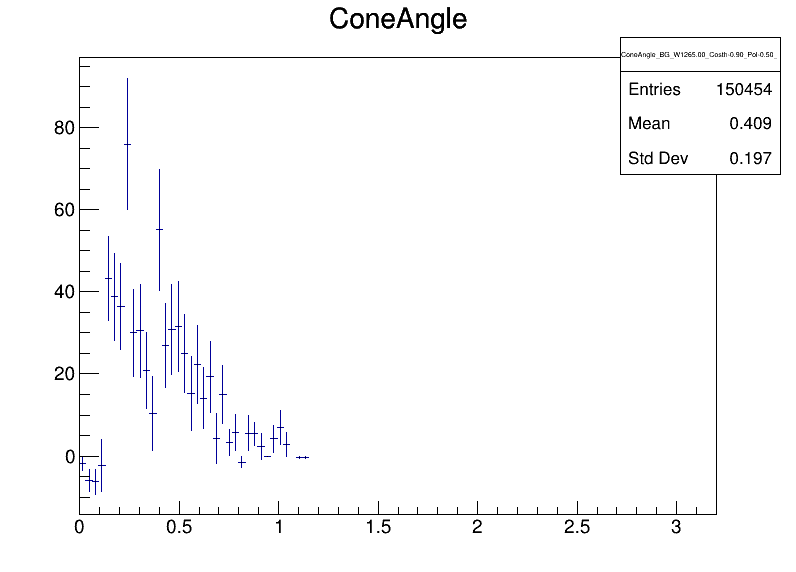 ConeAngle
ConeAngle_BG_W1265.00_Costh-0.90_Pol-0.50_
Entries 150454
Mean 0.409
Std Dev 0.197
80
60
40
20
0
0 0.5 1 1.5 2 2.5 3